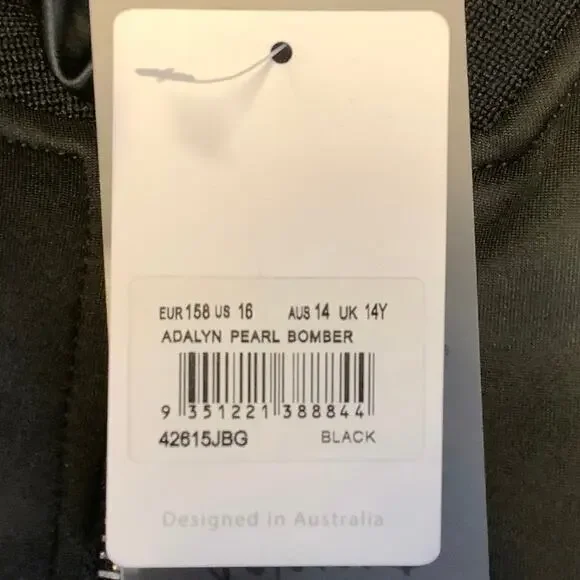 EUR 158 US 16 AUS 14 UK 14Y
ADALYN PEARL BOMBER
9 351221 388844
42615JBG BLACK
Designed in Australia